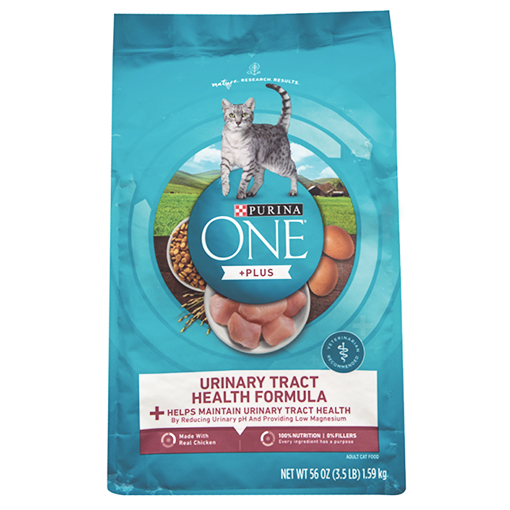 nature. RESEARCH. RESULTS.
PURINA
ONE®
+PLUS
VETERINARIAN RECOMMENDED
URINARY TRACT
HEALTH FORMULA
+ HELPS MAINTAIN URINARY TRACT HEALTH
By Reducing Urinary pH And Providing Low Magnesium
Made With
Real Chicken
100% NUTRITION | 0% FILLERS
Every ingredient has a purpose
ADULT CAT FOOD
NET WT 56 OZ (3.5 LB) 1.59 kg